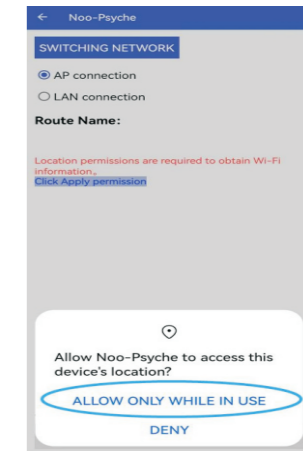 ← Noo-Psyche
SWITCHING NETWORK
AP connection
LAN connection
Route Name:
Location permissions are required to obtain Wi-Fi
information。
Click Apply permission
Allow Noo-Psyche to access this
device's location?
ALLOW ONLY WHILE IN USE
DENY